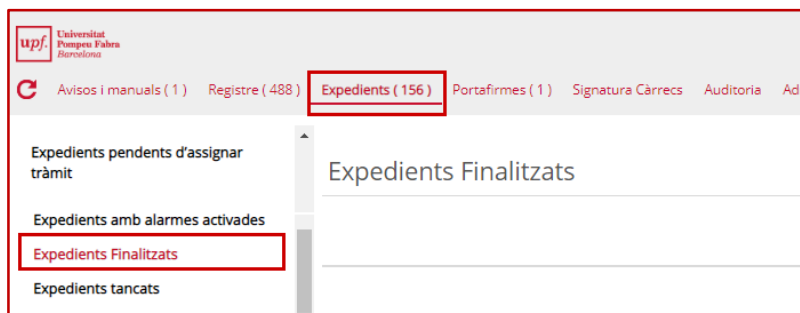 upf.
Universitat
Pompeu Fabra
Barcelona
Avisos i manuals ( 1 ) Registre ( 488 ) Expedients ( 156 ) Portafirmes ( 1 ) Signatura Càrrecs Auditoria Ad
Expedients pendents d'assignar
tràmit
Expedients Finalitzats
Expedients amb alarmes activades
Expedients Finalitzats
Expedients tancats